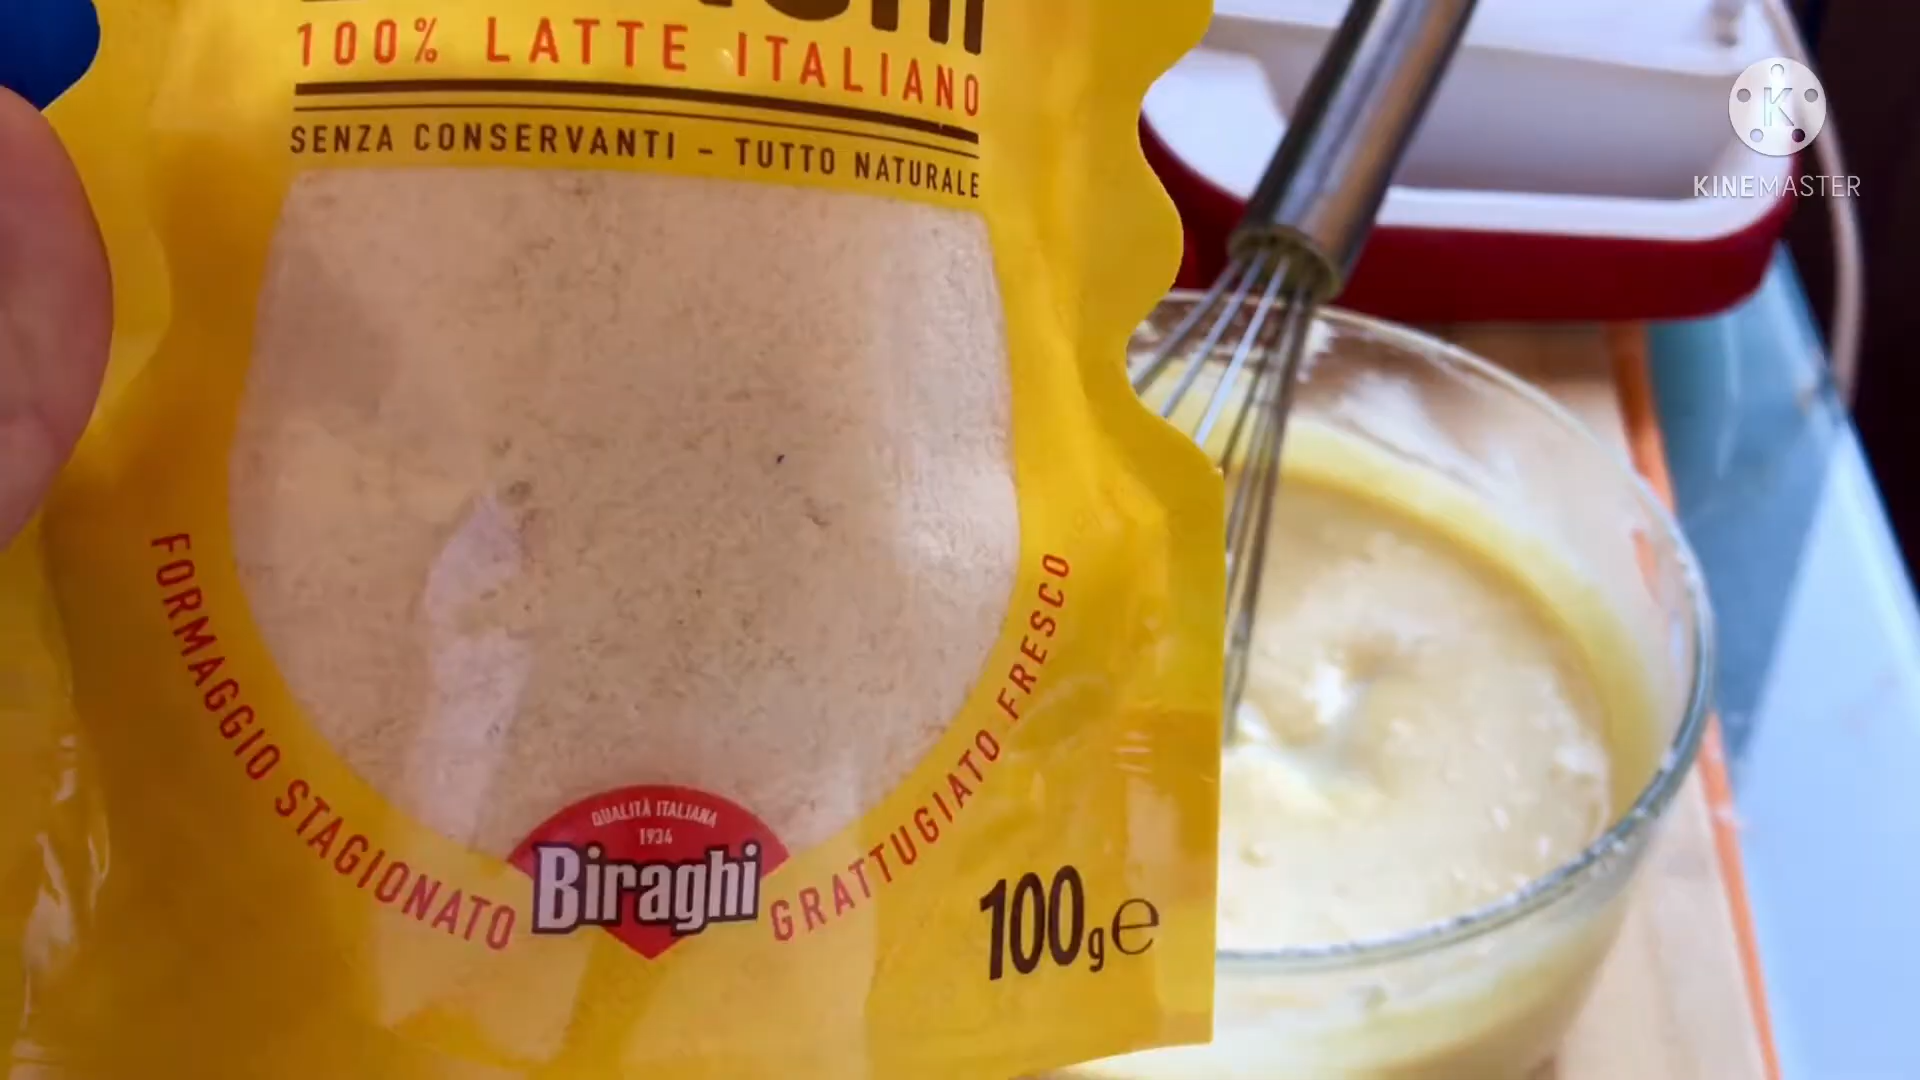 100% LATTE ITALIANO
SENZA CONSERVANTI - TUTTO NATURALE
KINEMASTER
FORMAGGIO STAGIONATO
QUALITÀ ITALIANA
1934
Biraghi
GRATTUGIATO FRESCO
100g e